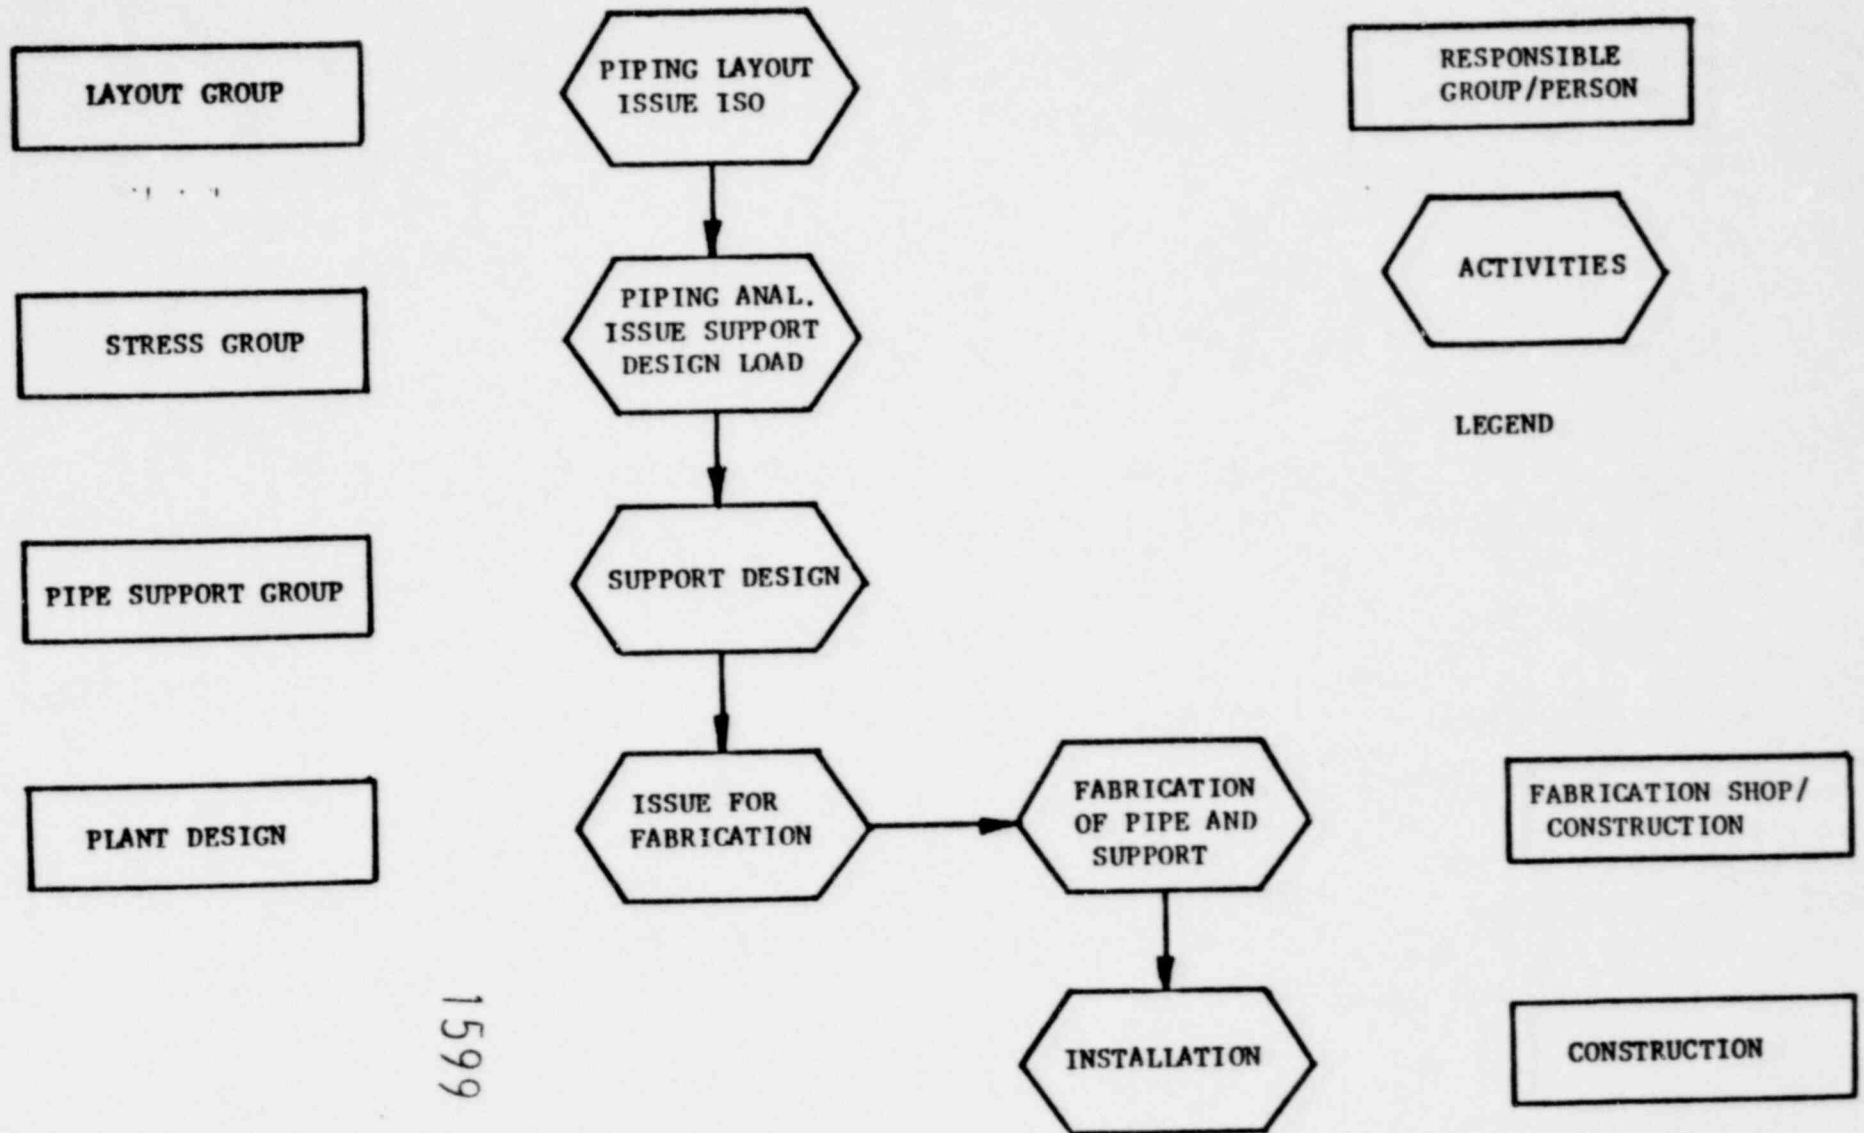 LAYOUT GROUP
PIPING LAYOUT
ISSUE ISO
RESPONSIBLE
GROUP/PERSON
ACTIVITIES
LEGEND
STRESS GROUP
PIPING ANAL.
ISSUE SUPPORT
DESIGN LOAD
PIPE SUPPORT GROUP
SUPPORT DESIGN
PLANT DESIGN
ISSUE FOR
FABRICATION
FABRICATION
OF PIPE AND
SUPPORT
FABRICATION SHOP/
CONSTRUCTION
INSTALLATION
CONSTRUCTION
1599